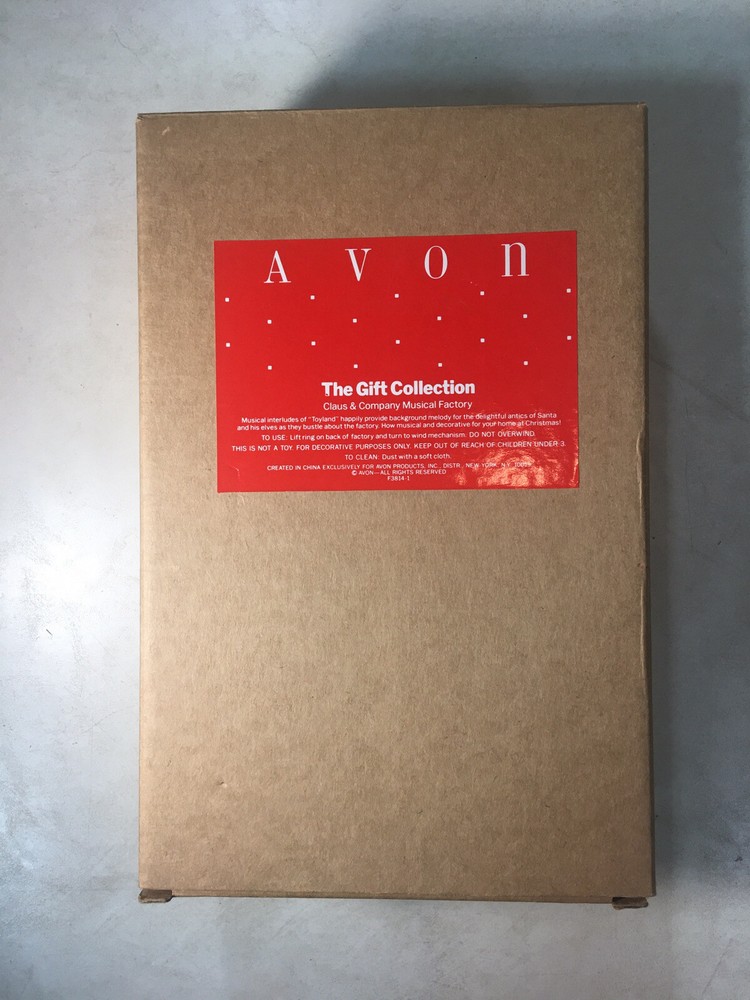 AVOn
The Gift Collection
Claus & Company Musical Factory
Musical interludes of "Toyland" happily provide background melody for the delightful antics of Santa
and his elves as they bustle about the factory. How musical and decorative for your home at Christmas!
TO USE: Lift ring on back of factory and turn to wind mechanism. DO NOT OVERWIND.
THIS IS NOT A TOY. FOR DECORATIVE PURPOSES ONLY. KEEP OUT OF REACH OF CHILDREN UNDER 3.
TO CLEAN: Dust with a soft cloth.
CREATED IN CHINA EXCLUSIVELY FOR AVON PRODUCTS, INC., DISTR., NEW YORK, N.Y. 10019
© AVON—ALL RIGHTS RESERVED
F3814-1